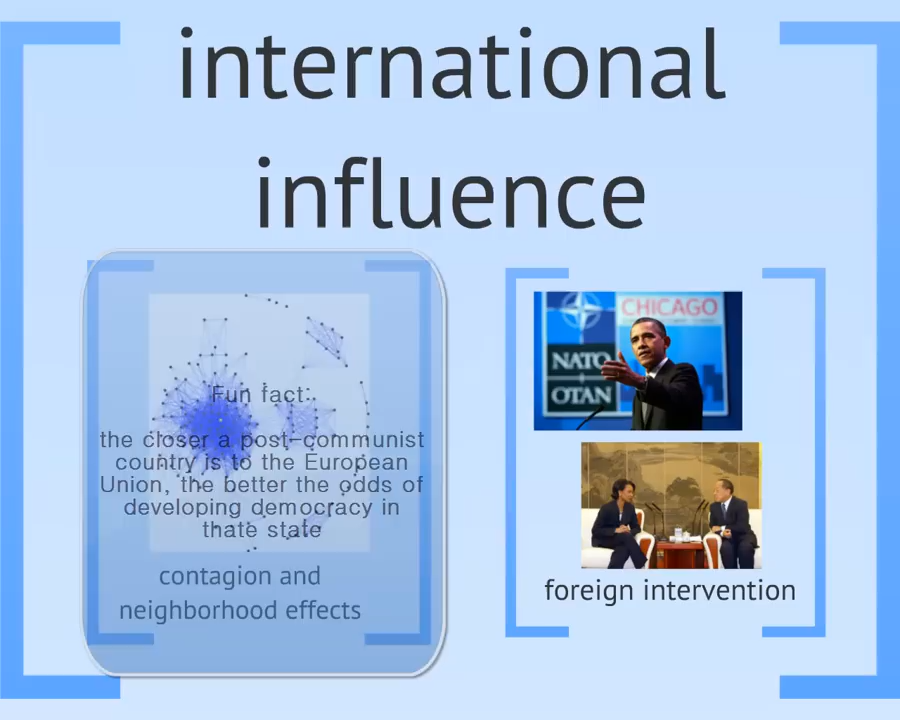 international
influence
Fun fact:
the closer a post-communist
country is to the European
Union, the better the odds of
developing democracy in
thate state
contagion and
neighborhood effects
CHICAGO
NATO
OTAN
foreign intervention